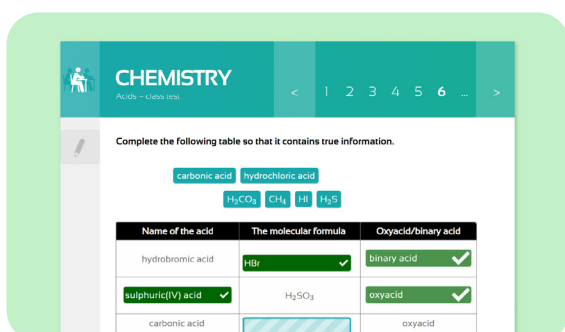 CHEMISTRY
Acids – class test
< 1 2 3 4 5 6 ... >
Complete the following table so that it contains true information.
carbonic acid hydrochloric acid
H₂CO₃ CH₄ HI H₂S
Name of the acid The molecular formula Oxyacid/binary acid
hydrobromic acid HBr binary acid
sulphuric(IV) acid H₂SO₃ oxyacid
carbonic acid oxyacid